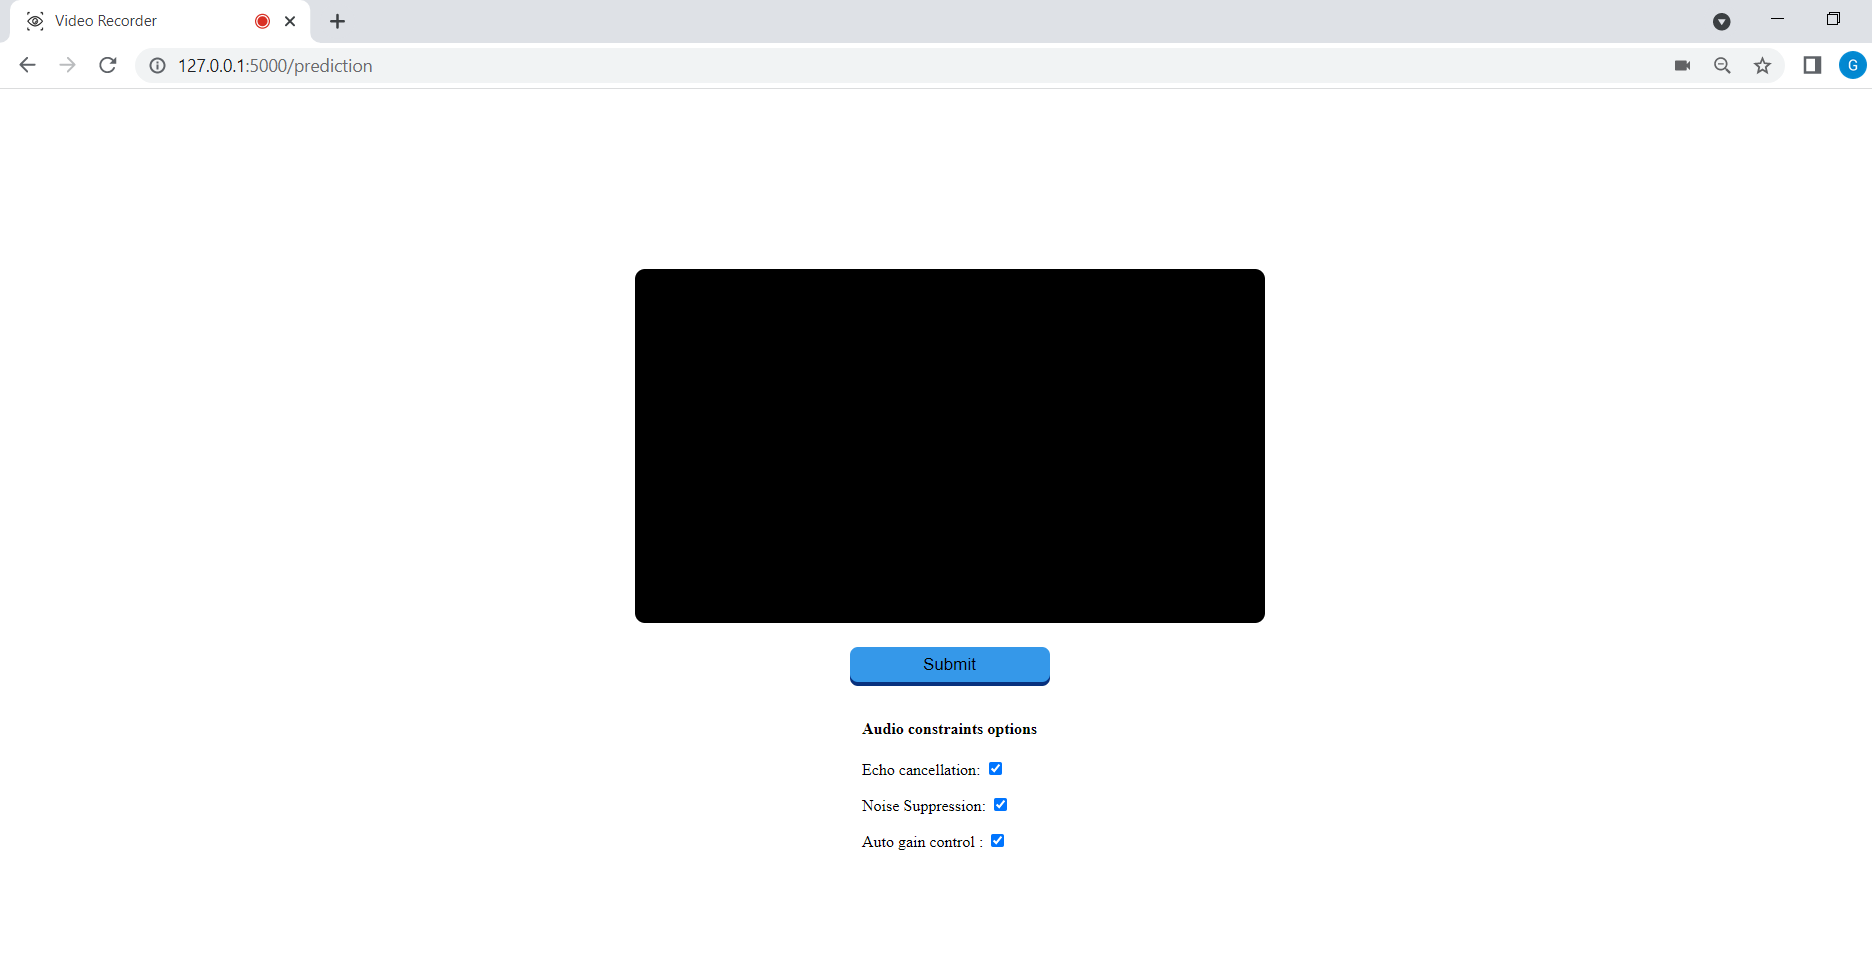 Video Recorder
127.0.0.1:5000/prediction
G
Submit
Audio constraints options
Echo cancellation:
Noise Suppression:
Auto gain control :